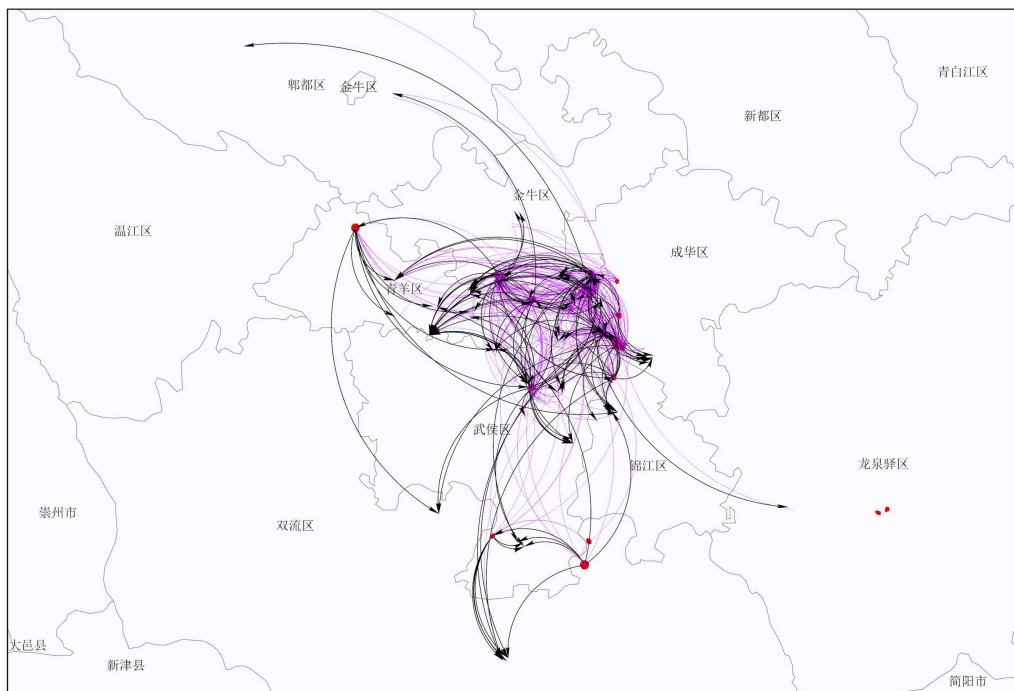 青白江区
郫都区
金牛区
新都区
金牛区
温江区
成华区
青羊区
武侯区
锦江区
龙泉驿区
崇州市
双流区
大邑县
新津县
简阳市